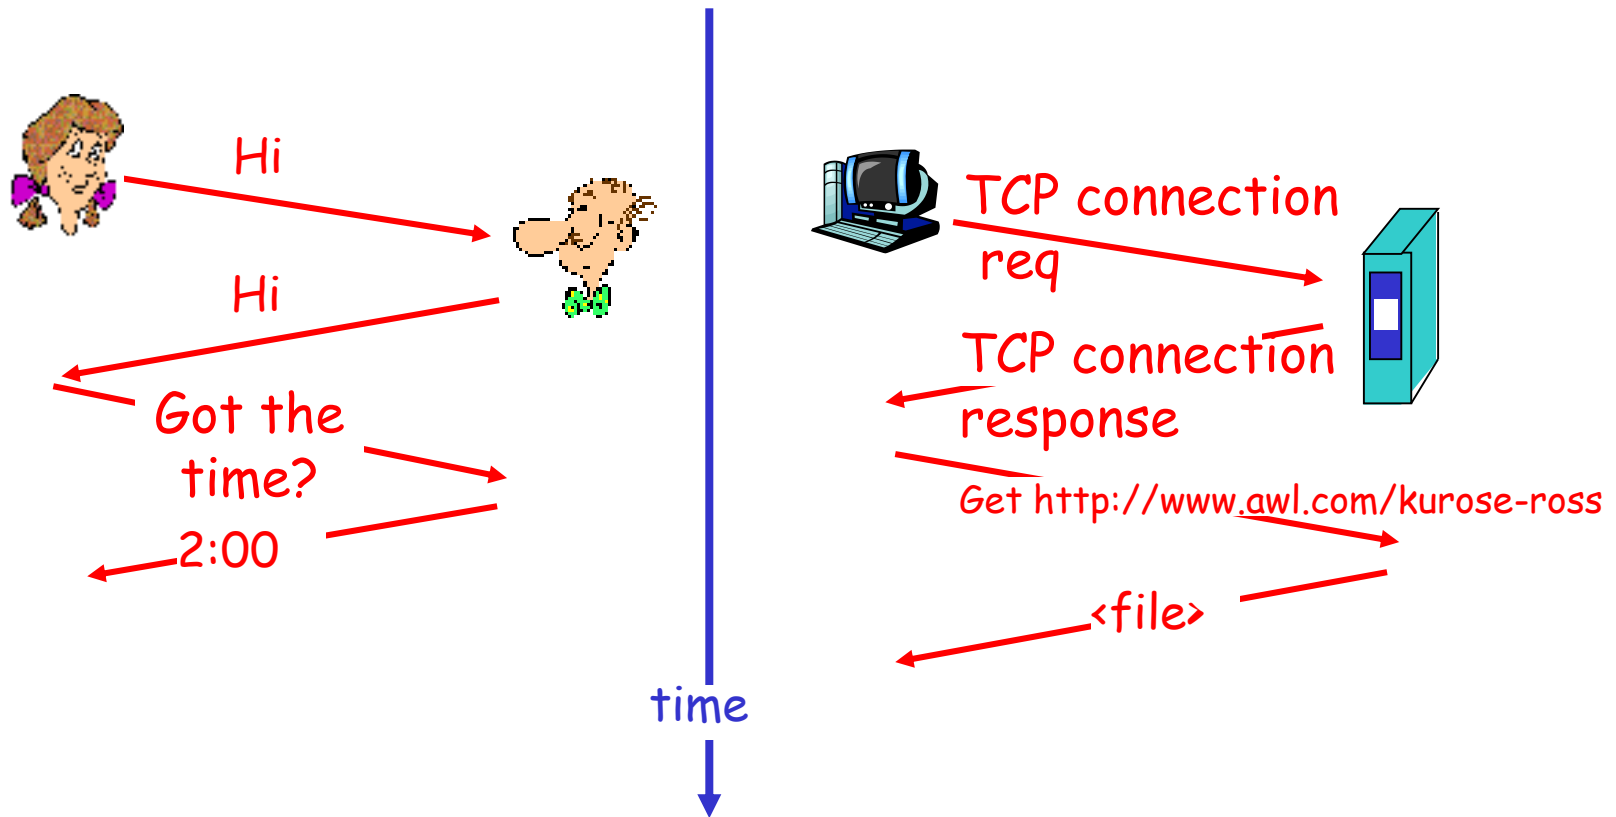 Hi
Hi
Got the
time?
2:00
time
TCP connection
req
TCP connection
response
Get http://www.awl.com/kurose-ross
<file>